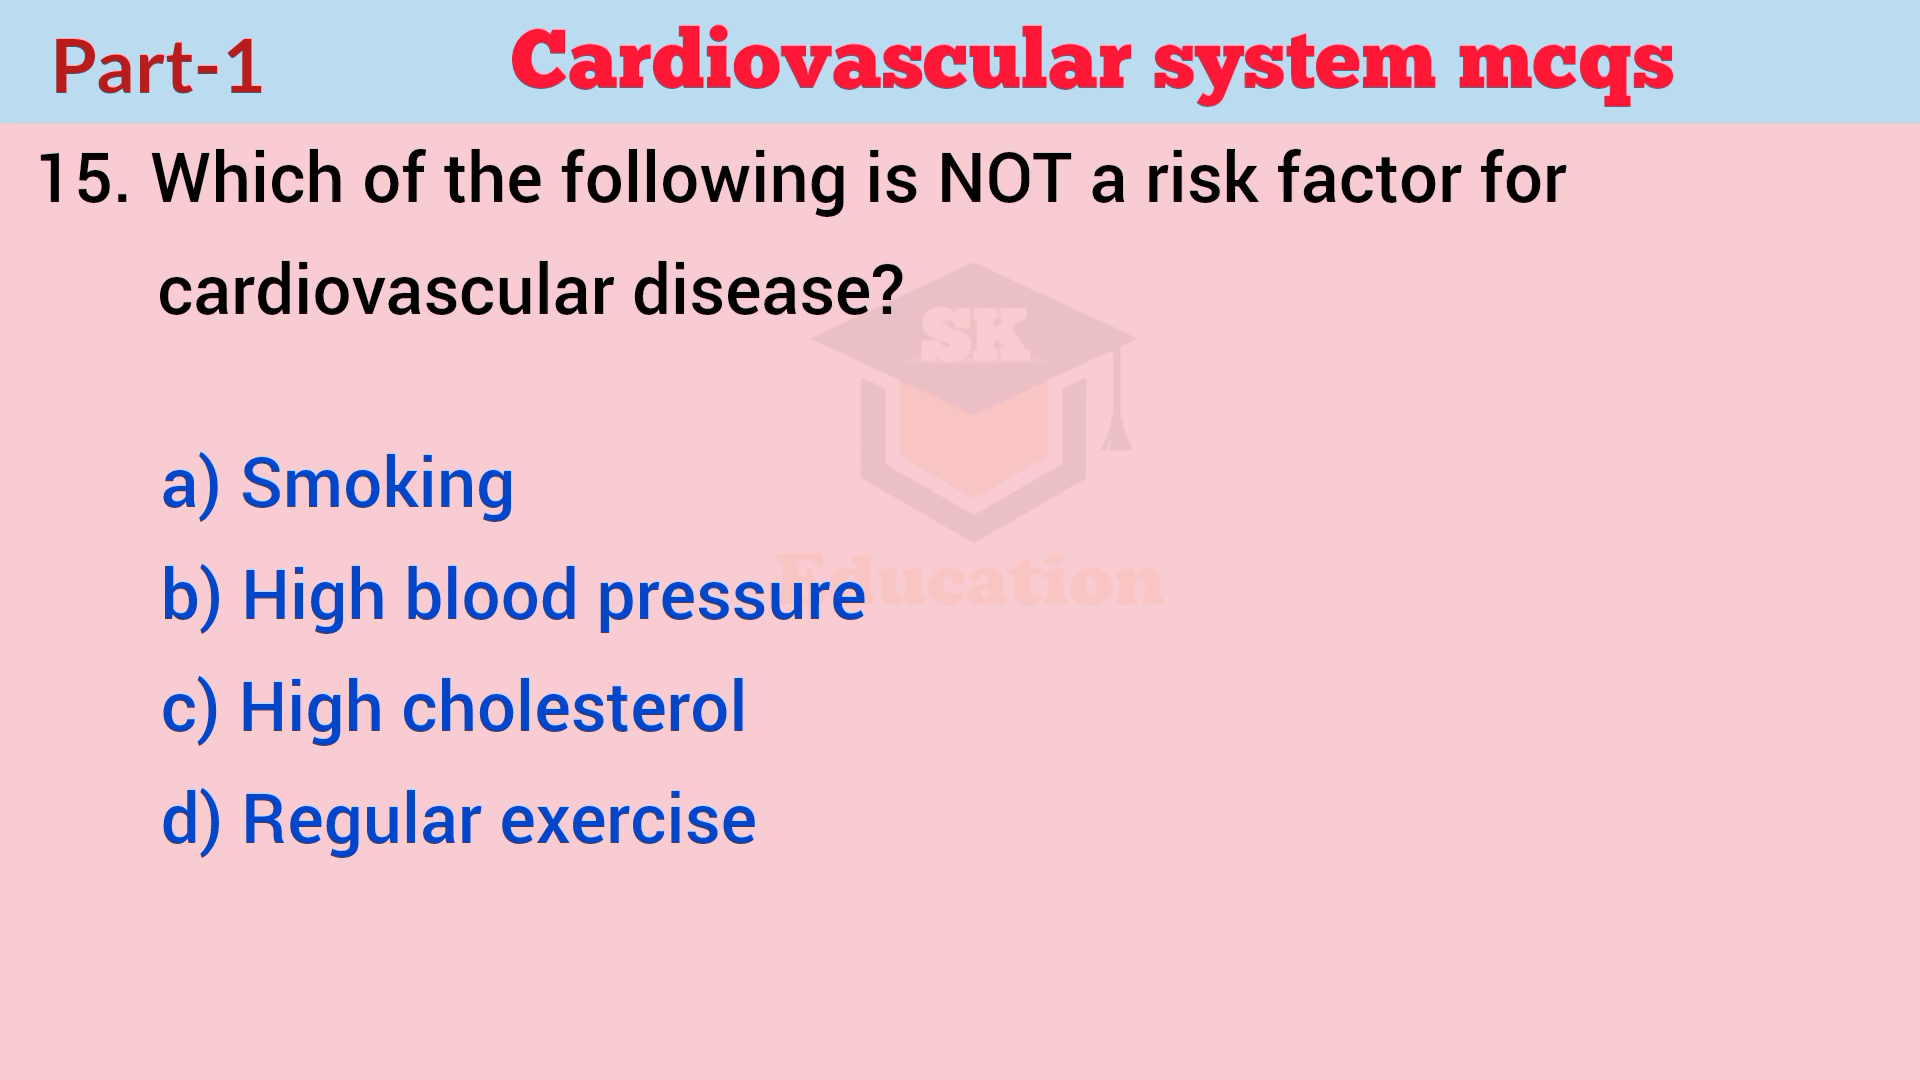 Part-1
Cardiovascular system mcqs
15. Which of the following is NOT a risk factor for
cardiovascular disease?
SK
Education
a) Smoking
b) High blood pressure
c) High cholesterol
d) Regular exercise